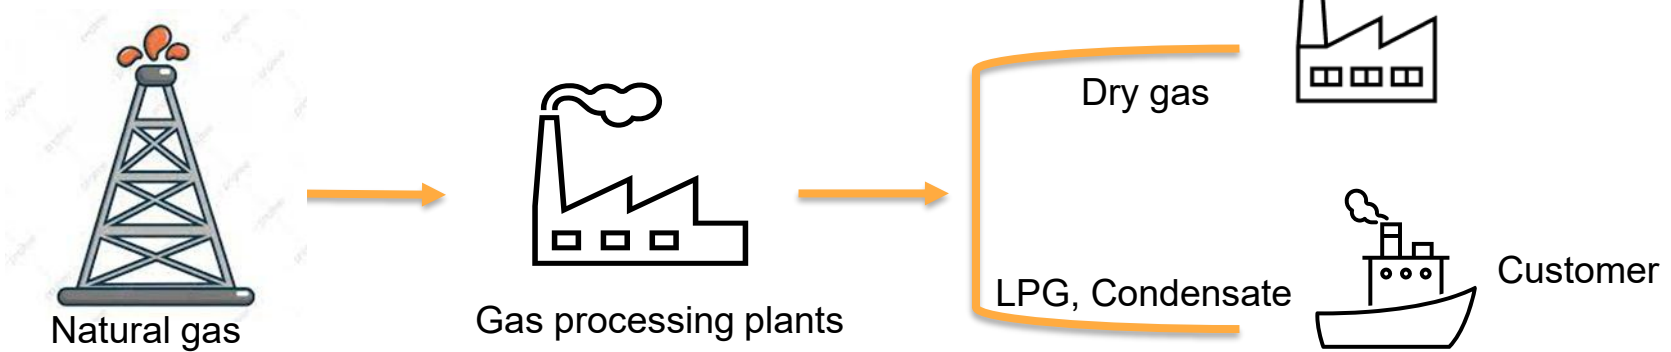 Dry gas
LPG, Condensate
Customer
Natural gas
Gas processing plants